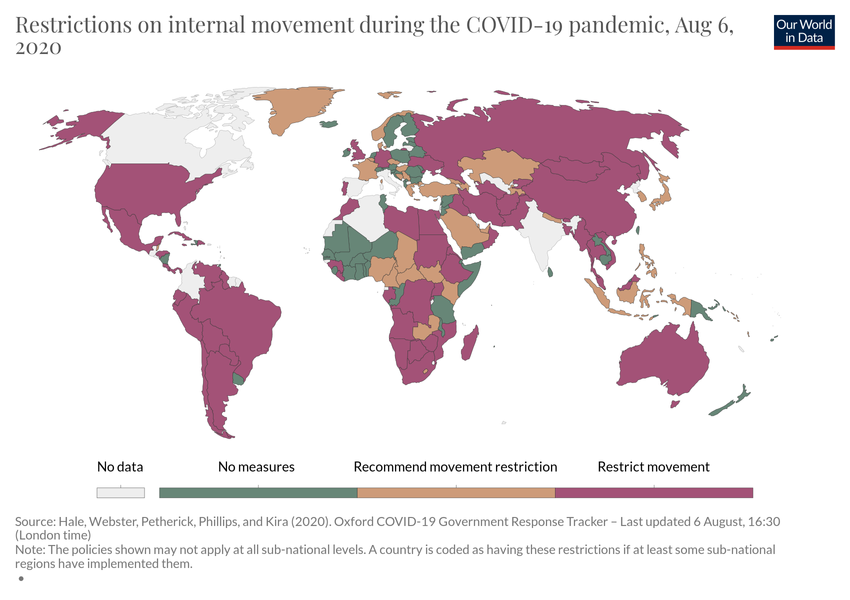 Restrictions on internal movement during the COVID-19 pandemic, Aug 6,
2020
Our World
in Data
No data
No measures
Recommend movement restriction
Restrict movement
Source: Hale, Webster, Petherick, Phillips, and Kira (2020). Oxford COVID-19 Government Response Tracker – Last updated 6 August, 16:30
(London time)
Note: The policies shown may not apply at all sub-national levels. A country is coded as having these restrictions if at least some sub-national
regions have implemented them.